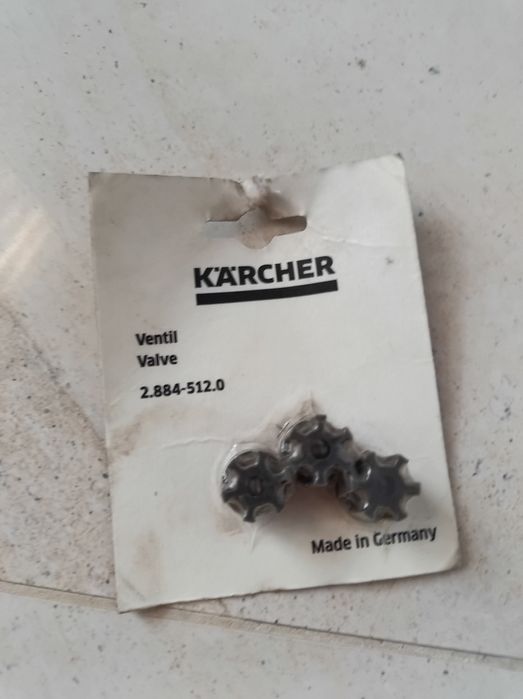 KÄRCHER
Ventil
Valve
2.884-512.0
Made in Germany